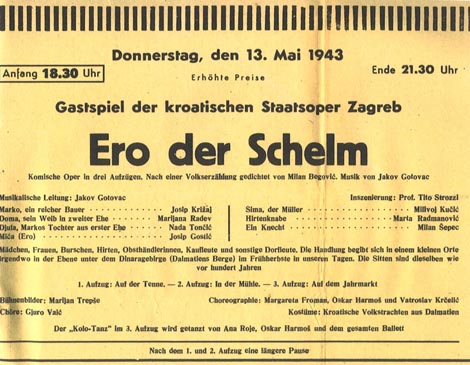 Donnerstag, den 13. Mai 1943
Anfang 18.30 Uhr
Erhöhte Preise
Ende 21.30 Uhr
Gastspiel der kroatischen Staatsoper Zagreb
Ero der Schelm
Komische Oper in drei Aufzügen. Nach einer Volkserzählung gedichtet von Milan Begović. Musik von Jakov Gotovac
Musikalische Leitung: Jakov Gotovac
Inszenierung: Prof. Tito Strozzi
Marko, ein reicher Bauer Josip Križaj
Doma, sein Weib in zweiter Ehe Marijana Radev
Djula, Markos Tochter aus erster Ehe Nada Tončić
Mića (Ero) Josip Gostič
Sima, der Müller Milivoj Kučić
Hirtenknabe Marta Radmanović
Ein Knecht Milan Šepec
Mädchen, Frauen, Burschen, Hirten, Obsthändlerinnen, Kaufleute und sonstige Dorfleute. Die Handlung begibt sich in einem kleinen Orte
irgendwo in der Ebene unter dem Dinaragebirge (Dalmatiens Berge) im Frühherbste in unseren Tagen. Die Sitten sind dieselben wie
vor hundert Jahren
1. Aufzug: Auf der Tenne. — 2. Aufzug: In der Mühle. — 3. Aufzug: Auf dem Jahrmarkt
Bühnenbilder: Marijan Trepše
Choreographie: Margareta Froman, Oskar Harmoš und Vatroslav Krčelić
Chöre: Gjuro Vaić
Kostüme: Kroatische Volkstrachten aus Dalmatien
Der „Kolo-Tanz" im 3. Aufzug wird getanzt von Ana Roje, Oskar Harmoš und dem gesamten Ballett
Nach dem 1. und 2. Aufzug eine längere Pause